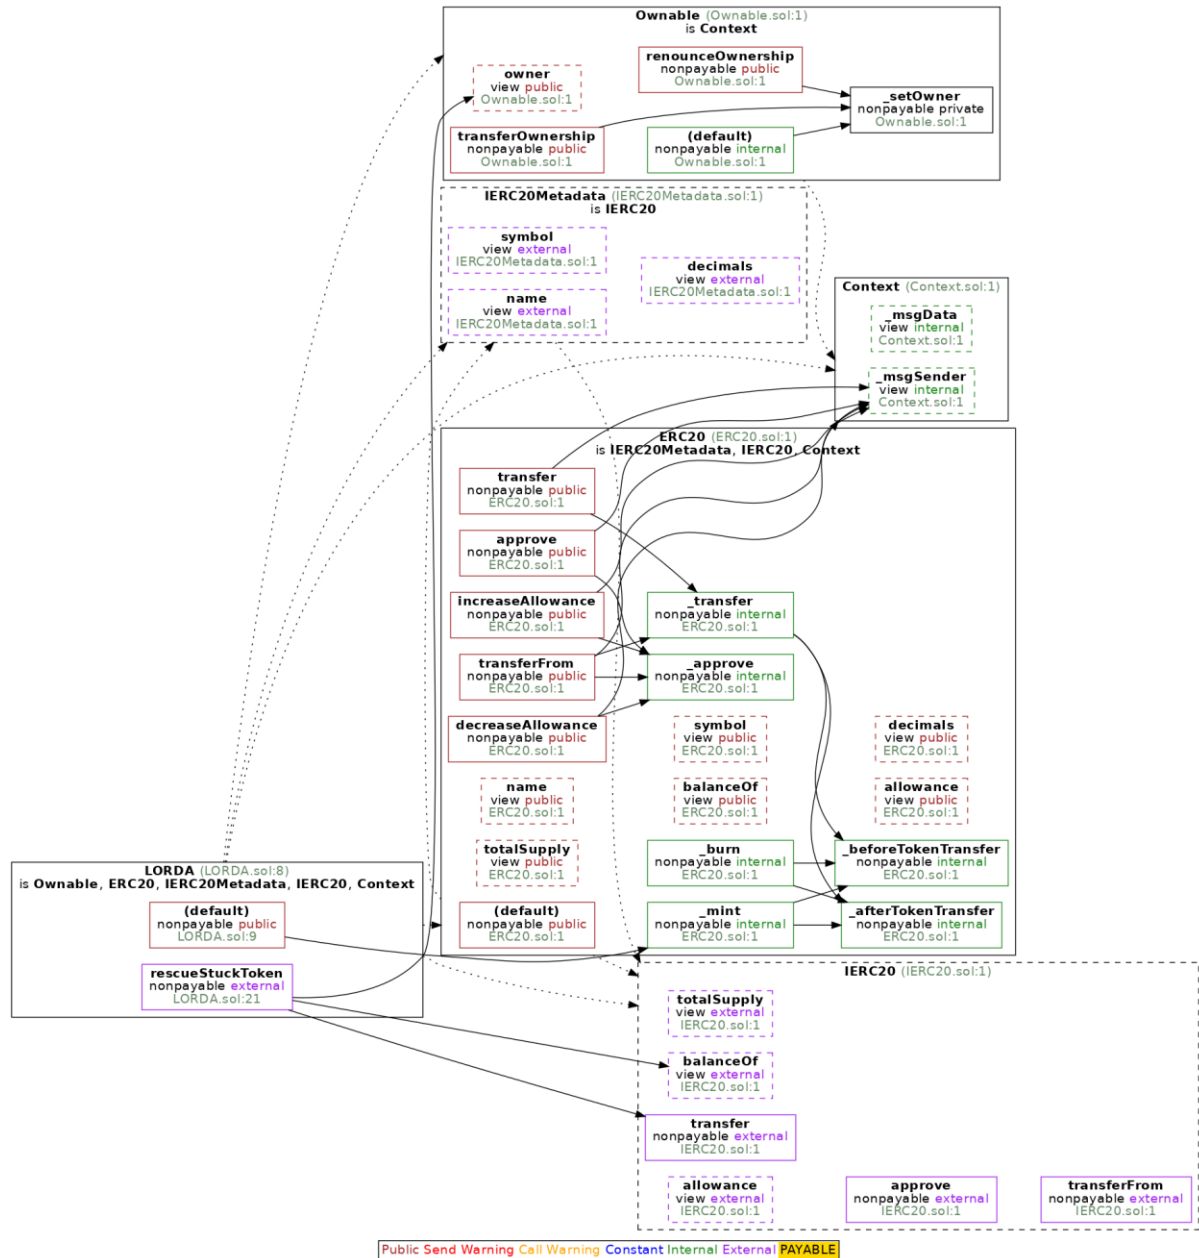 Ownable (Ownable.sol:1)
is Context
owner
view public
Ownable.sol:1
renounceOwnership
nonpayable public
Ownable.sol:1
_setOwner
nonpayable private
Ownable.sol:1
transferOwnership
nonpayable public
Ownable.sol:1
(default)
nonpayable internal
Ownable.sol:1
IERC20Metadata (IERC20Metadata.sol:1)
is IERC20
symbol
view external
IERC20Metadata.sol:1
decimals
view external
IERC20Metadata.sol:1
name
view external
IERC20Metadata.sol:1
Context (Context.sol:1)
_msgData
view internal
Context.sol:1
_msgSender
view internal
Context.sol:1
ERC20 (ERC20.sol:1)
is IERC20Metadata, IERC20, Context
transfer
nonpayable public
ERC20.sol:1
approve
nonpayable public
ERC20.sol:1
increaseAllowance
nonpayable public
ERC20.sol:1
_transfer
nonpayable internal
ERC20.sol:1
transferFrom
nonpayable public
ERC20.sol:1
_approve
nonpayable internal
ERC20.sol:1
decreaseAllowance
nonpayable public
ERC20.sol:1
symbol
view public
ERC20.sol:1
decimals
view public
ERC20.sol:1
name
view public
ERC20.sol:1
balanceOf
view public
ERC20.sol:1
allowance
view public
ERC20.sol:1
totalSupply
view public
ERC20.sol:1
_burn
nonpayable internal
ERC20.sol:1
_beforeTokenTransfer
nonpayable internal
ERC20.sol:1
(default)
nonpayable public
ERC20.sol:1
_mint
nonpayable internal
ERC20.sol:1
_afterTokenTransfer
nonpayable internal
ERC20.sol:1
LORDA (LORDA.sol:8)
is Ownable, ERC20, IERC20Metadata, IERC20, Context
(default)
nonpayable public
LORDA.sol:9
rescueStuckToken
nonpayable external
LORDA.sol:21
IERC20 (IERC20.sol:1)
totalSupply
view external
IERC20.sol:1
balanceOf
view external
IERC20.sol:1
transfer
nonpayable external
IERC20.sol:1
allowance
view external
IERC20.sol:1
approve
nonpayable external
IERC20.sol:1
transferFrom
nonpayable external
IERC20.sol:1
Public Send Warning Call Warning Constant Internal External PAYABLE